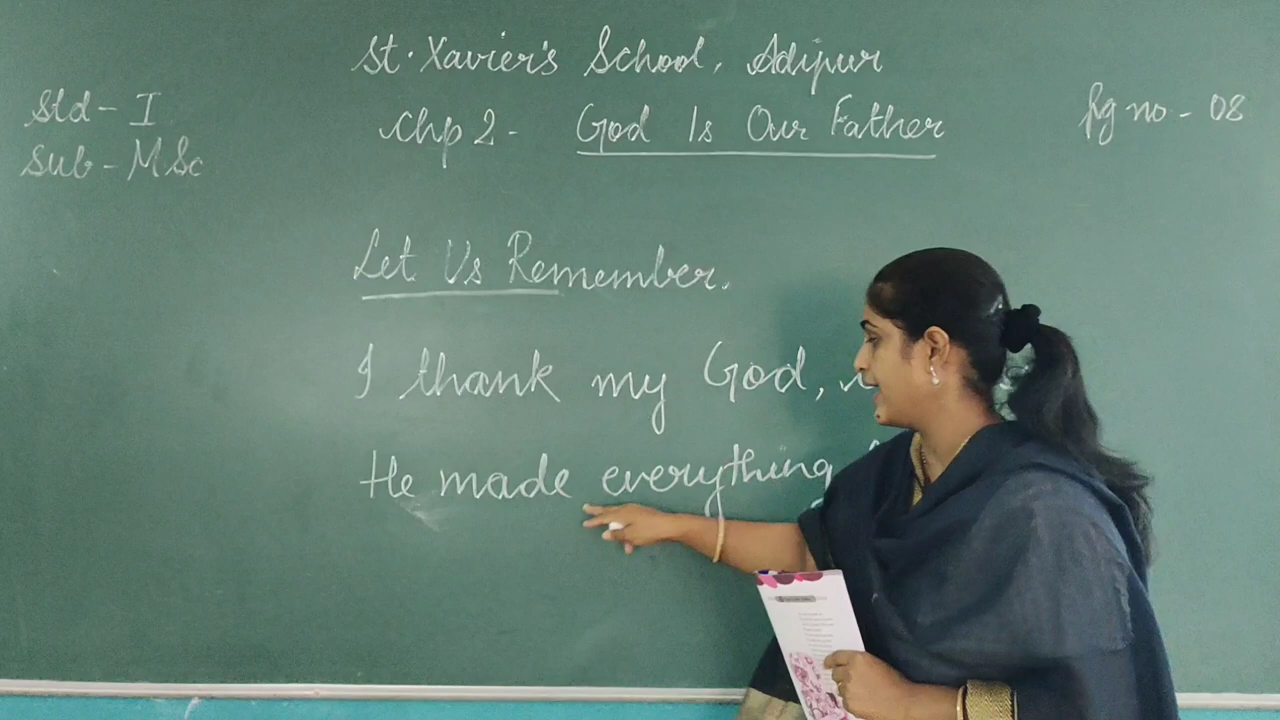 St. Xavier's School, Adipur
Std - I
Chp 2 - God Is Our Father
Pg no - 08
Sub - M.Sc
Let Us Remember.
I thank my God,
He made everything